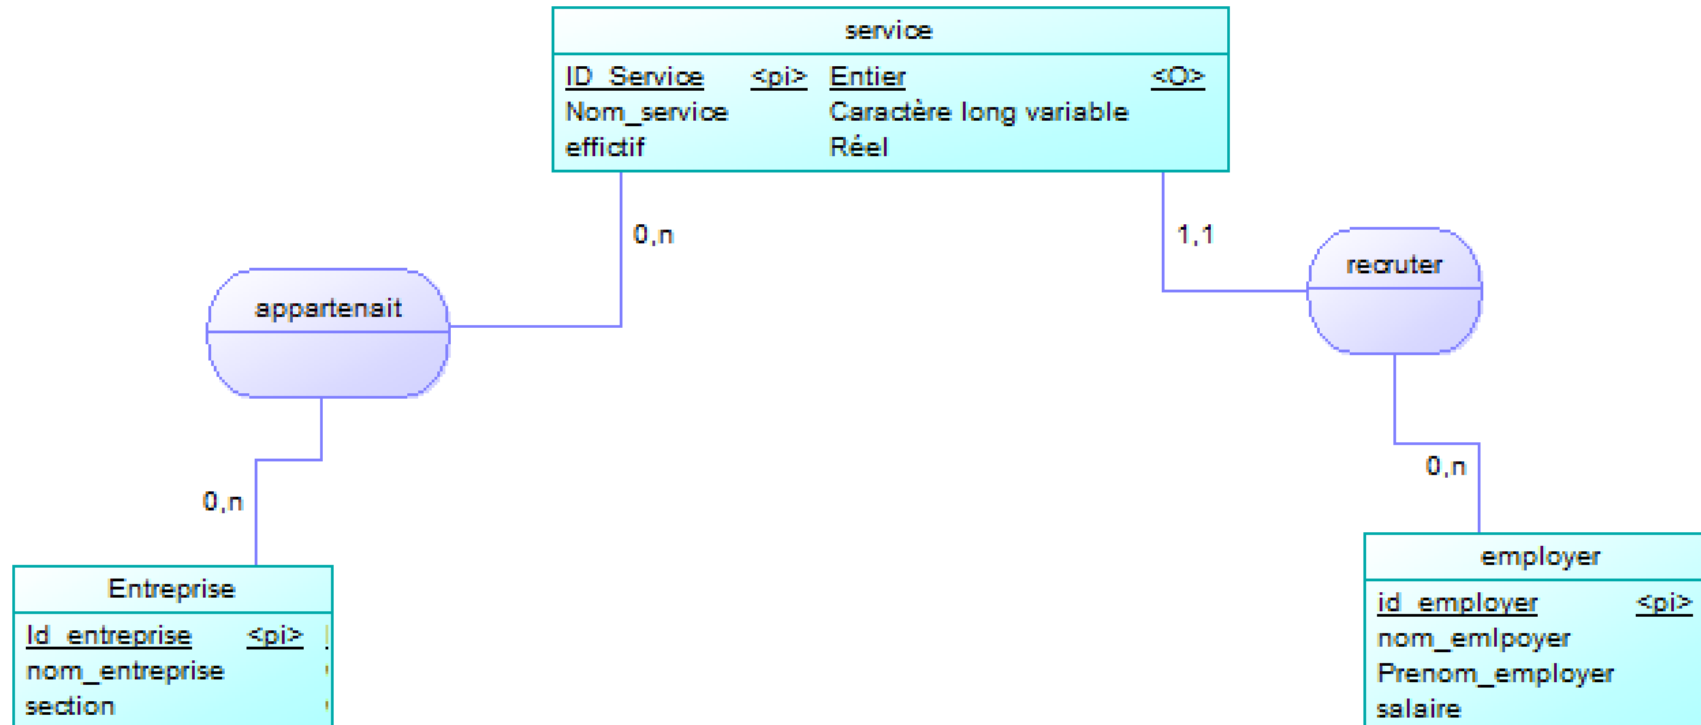 service
ID_Service <pi> Entier <O>
Nom_service Caractère long variable
effictif Réel
0,n
1,1
recruter
appartenait
0,n
0,n
employer
id_employer <pi>
nom_emlpoyer
Prenom_employer
salaire
Entreprise
Id_entreprise <pi>
nom_entreprise
section